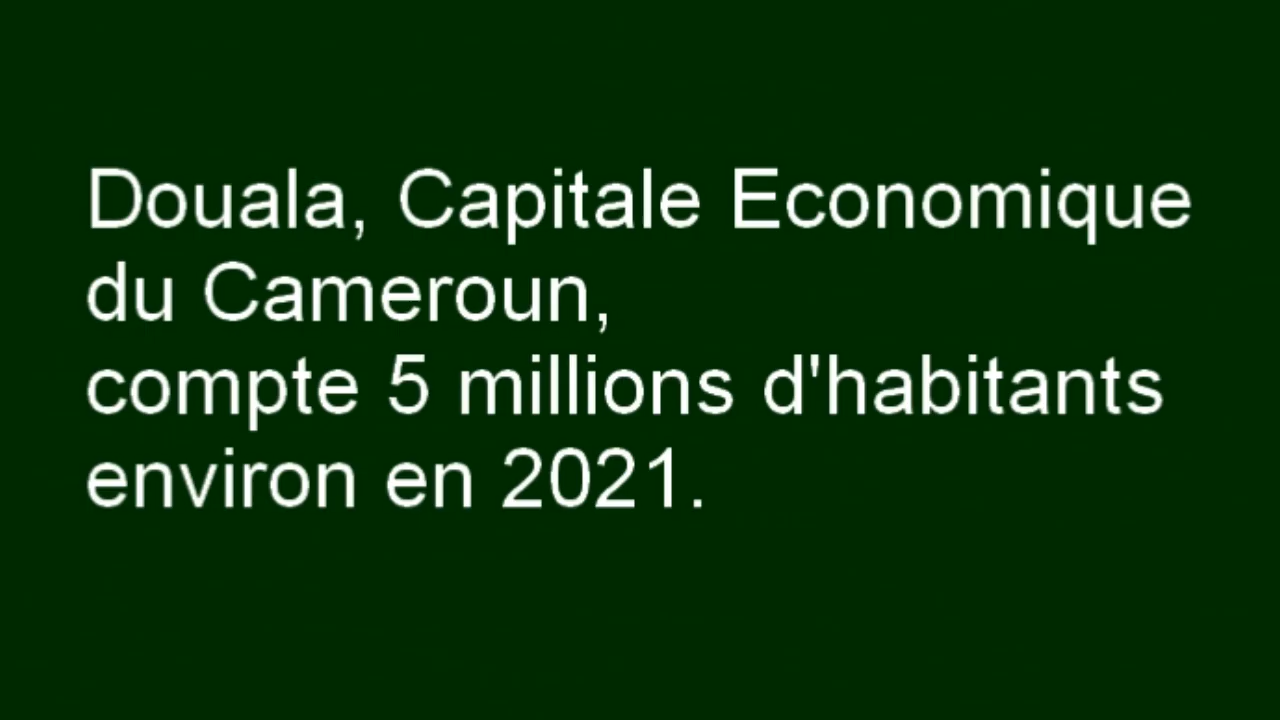 Douala, Capitale Economique
du Cameroun,
compte 5 millions d'habitants
environ en 2021.